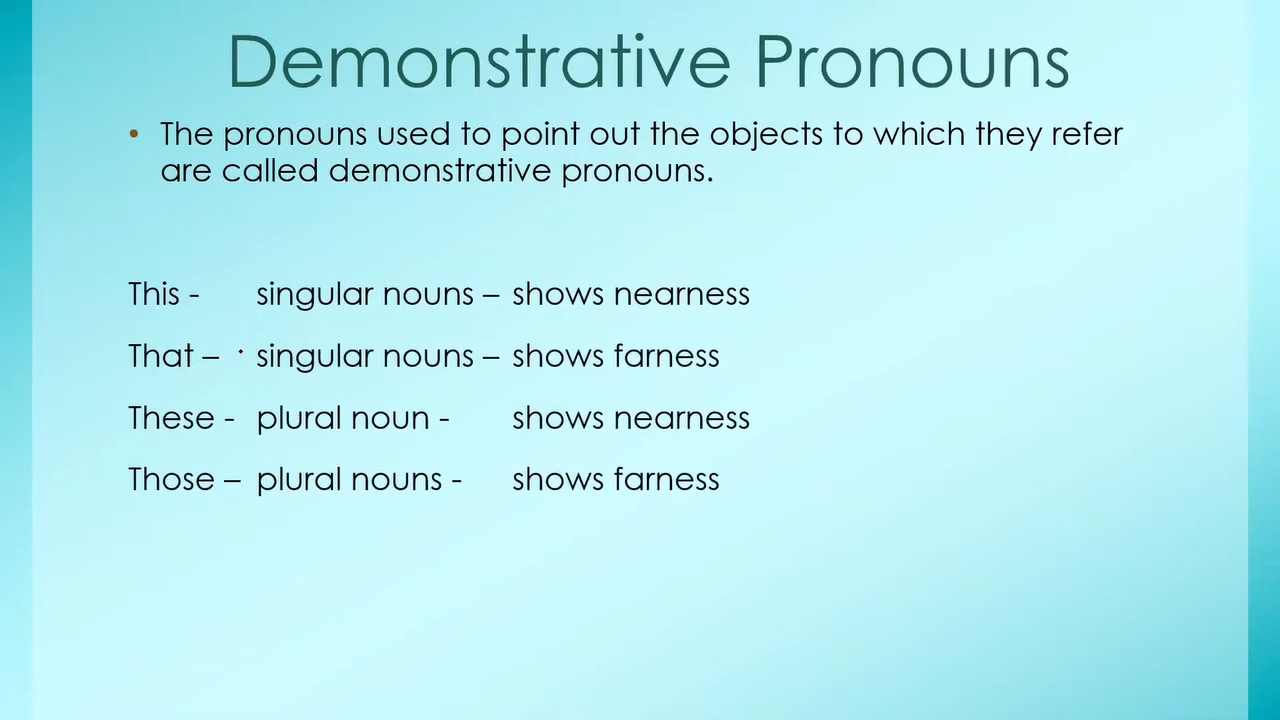 Demonstrative Pronouns
• The pronouns used to point out the objects to which they refer
are called demonstrative pronouns.
This - singular nouns – shows nearness
That – singular nouns – shows farness
These - plural noun - shows nearness
Those – plural nouns - shows farness